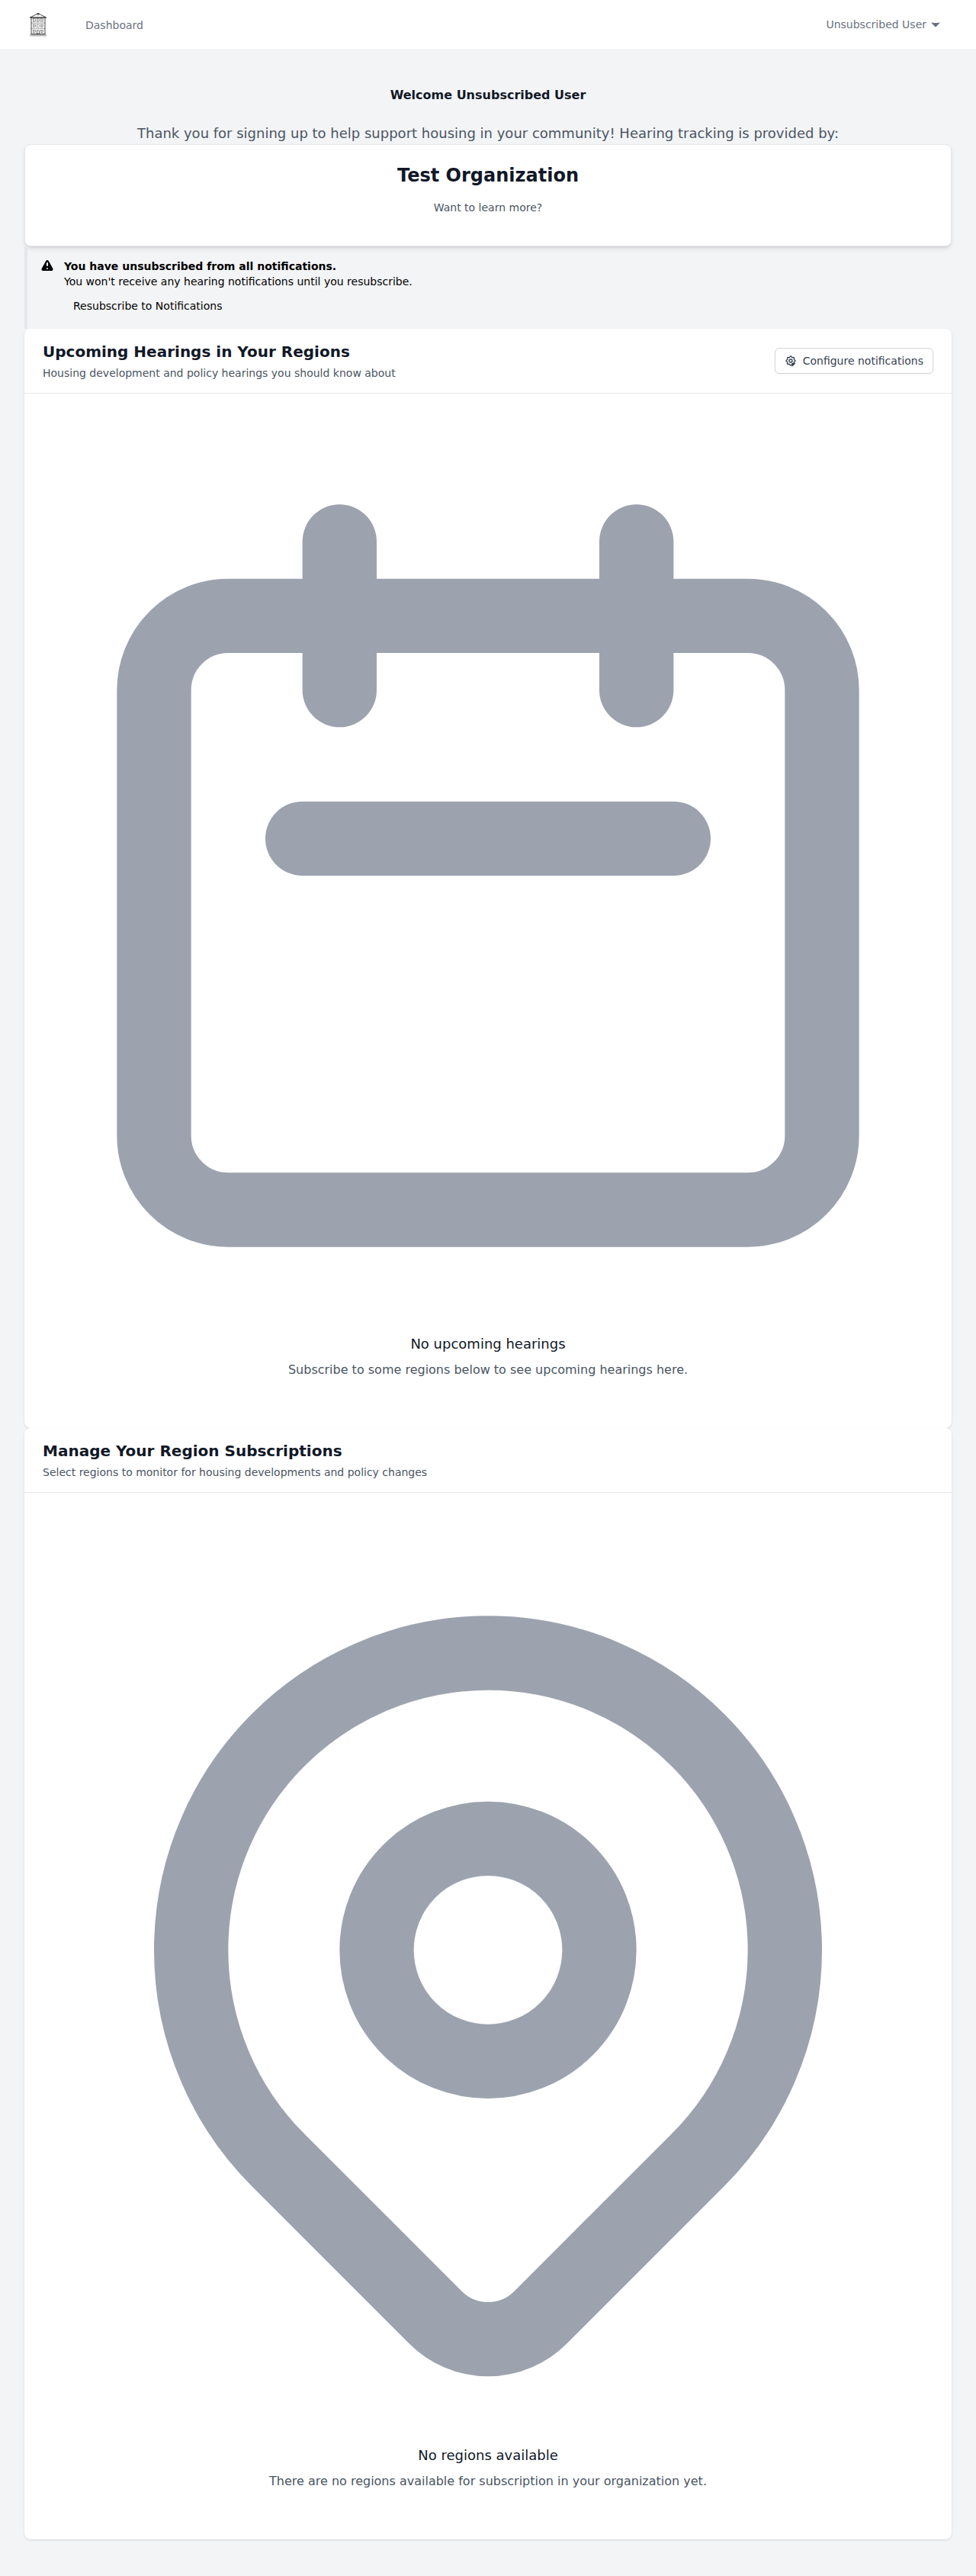 Dashboard
Unsubscribed User
Welcome Unsubscribed User
Thank you for signing up to help support housing in your community! Hearing tracking is provided by:
Test Organization
Want to learn more?
You have unsubscribed from all notifications.
You won't receive any hearing notifications until you resubscribe.
Resubscribe to Notifications
Upcoming Hearings in Your Regions
Housing development and policy hearings you should know about
Configure notifications
No upcoming hearings
Subscribe to some regions below to see upcoming hearings here.
Manage Your Region Subscriptions
Select regions to monitor for housing developments and policy changes
No regions available
There are no regions available for subscription in your organization yet.